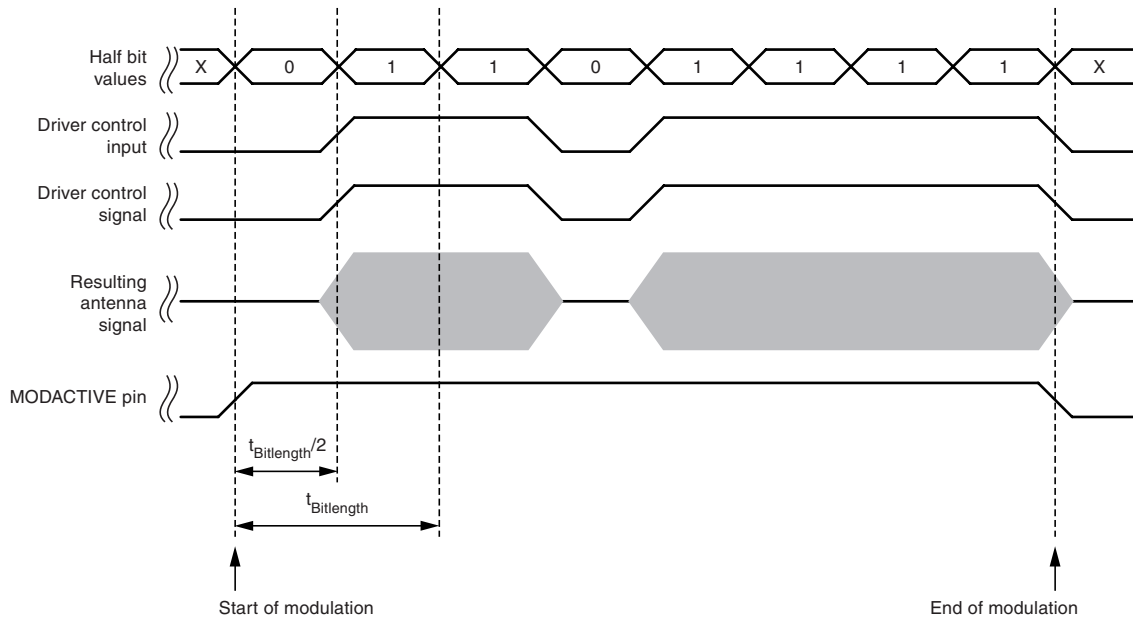 Half bit
values
X 0 1 1 0 1 1 1 1 X
Driver control
input
Driver control
signal
Resulting
antenna
signal
MODACTIVE pin
tBitlength/2
tBitlength
Start of modulation
End of modulation